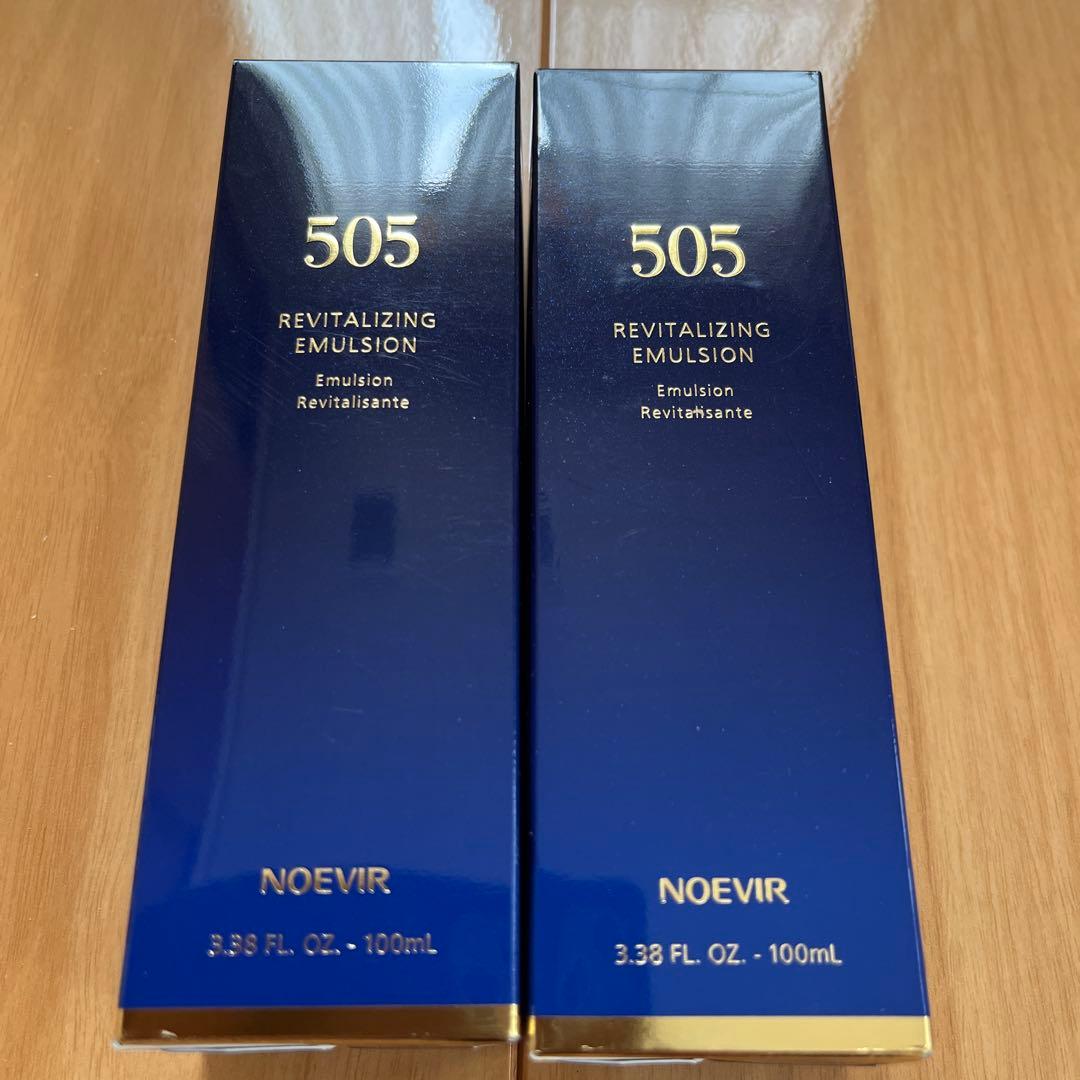 505
REVITALIZING
EMULSION
Emulsion
Revitalisante
NOEVIR
3.38 FL. OZ. - 100mL
505
REVITALIZING
EMULSION
Emulsion
Revitalisante
NOEVIR
3.38 FL. OZ. - 100mL